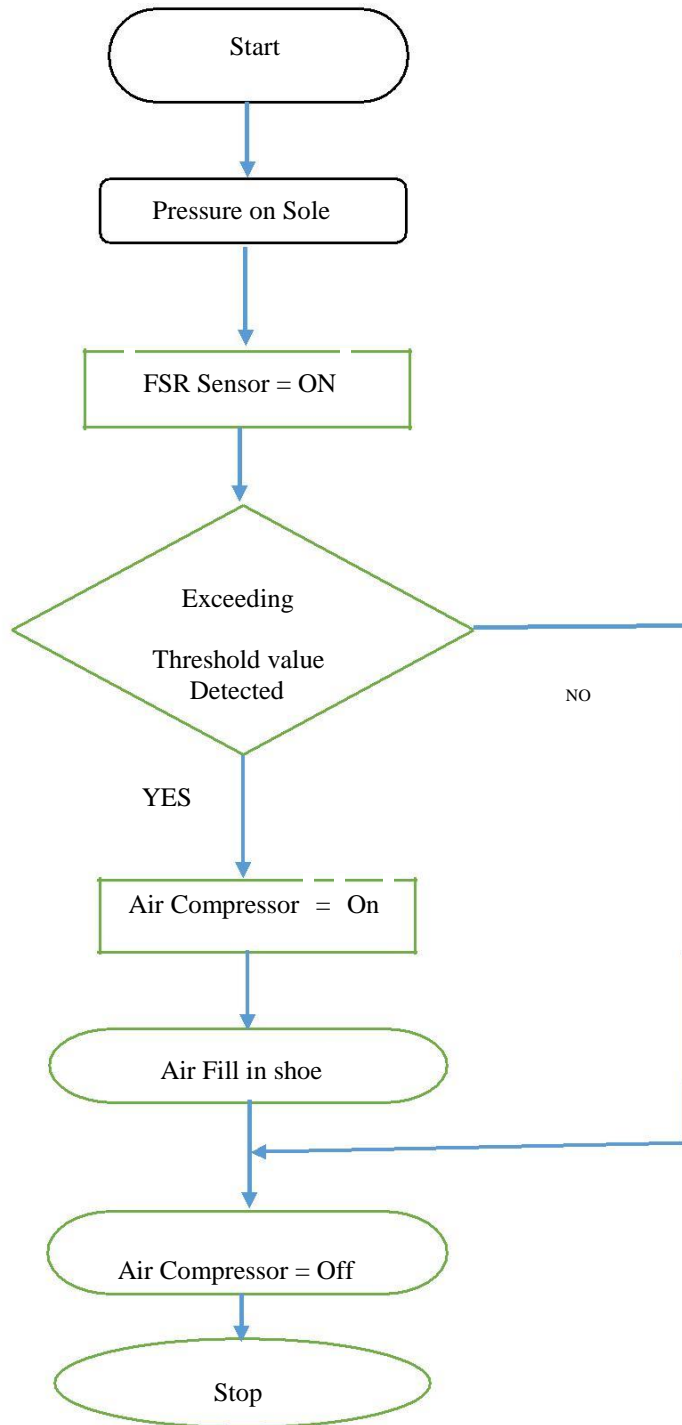 Start
Pressure on Sole
FSR Sensor = ON
Exceeding
Threshold value
Detected
NO
YES
Air Compressor = On
Air Fill in shoe
Air Compressor = Off
Stop